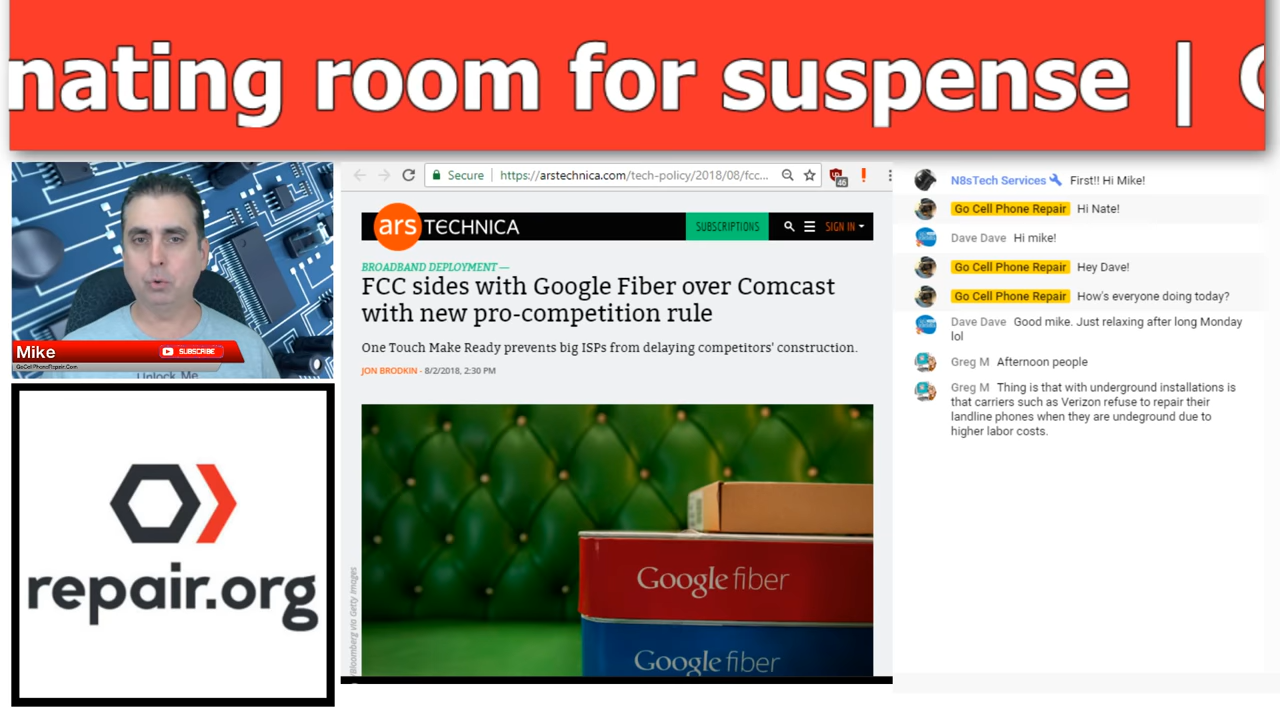 nating room for suspense |
Mike
SUBSCRIBE
GoCellPhoneRepair.Com
Unlock Me
repair.org
Secure | https://arstechnica.com/tech-policy/2018/08/fcc...
46
ars TECHNICA
SUBSCRIPTIONS
SIGN IN
BROADBAND DEPLOYMENT —
FCC sides with Google Fiber over Comcast
with new pro-competition rule
One Touch Make Ready prevents big ISPs from delaying competitors' construction.
JON BRODKIN - 8/2/2018, 2:30 PM
/Bloomberg via Getty Images
Google fiber
Google fiber
N8sTech Services First!! Hi Mike!
Go Cell Phone Repair Hi Nate!
Dave Dave Hi mike!
Go Cell Phone Repair Hey Dave!
Go Cell Phone Repair How's everyone doing today?
Dave Dave Good mike. Just relaxing after long Monday
lol
Greg M Afternoon people
Greg M Thing is that with underground installations is
that carriers such as Verizon refuse to repair their
landline phones when they are undeground due to
higher labor costs.